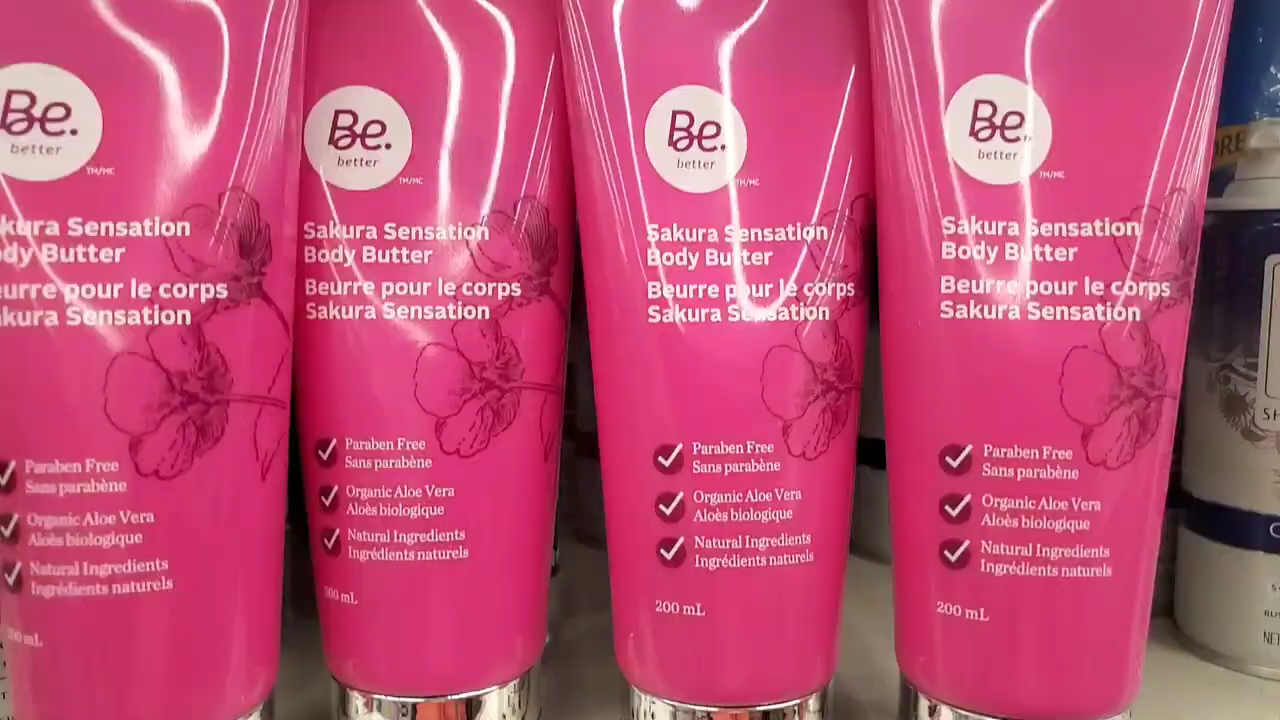 Be.
better
TM/MC
kura Sensation
dy Butter
eurre pour le corps
akura Sensation
Paraben Free
Sans parabène
Organic Aloe Vera
Aloès biologique
Natural Ingredients
Ingrédients naturels
200 mL
Be.
better
TM/MC
Sakura Sensation
Body Butter
Beurre pour le corps
Sakura Sensation
Paraben Free
Sans parabène
Organic Aloe Vera
Aloès biologique
Natural Ingredients
Ingrédients naturels
200 mL
Be.
better
TM/MC
Sakura Sensation
Body Butter
Beurre pour le corps
Sakura Sensation
Paraben Free
Sans parabène
Organic Aloe Vera
Aloès biologique
Natural Ingredients
Ingrédients naturels
200 mL
Be.
better
TM/MC
Sakura Sensation
Body Butter
Beurre pour le corps
Sakura Sensation
Paraben Free
Sans parabène
Organic Aloe Vera
Aloès biologique
Natural Ingredients
Ingrédients naturels
200 mL
ORE
SH
NE